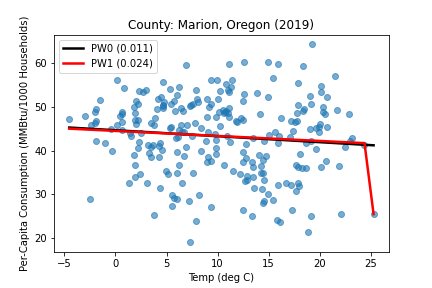 County: Marion, Oregon (2019)
PW0 (0.011)
PW1 (0.024)
Per-Capita Consumption (MMBtu/1000 Households)
60
50
40
30
20
−5
0
5
10
15
20
25
Temp (deg C)